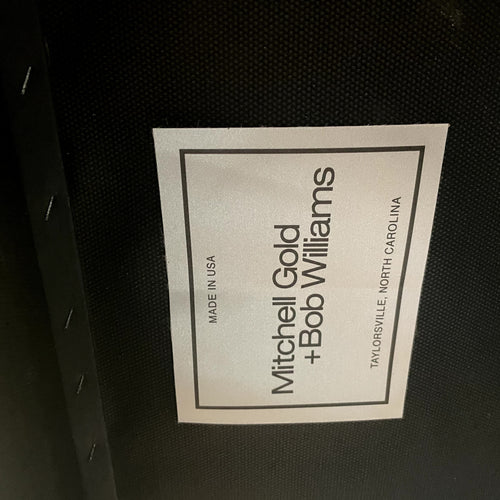 MADE IN USA
Mitchell Gold
+Bob Williams
TAYLORSVILLE, NORTH CAROLINA